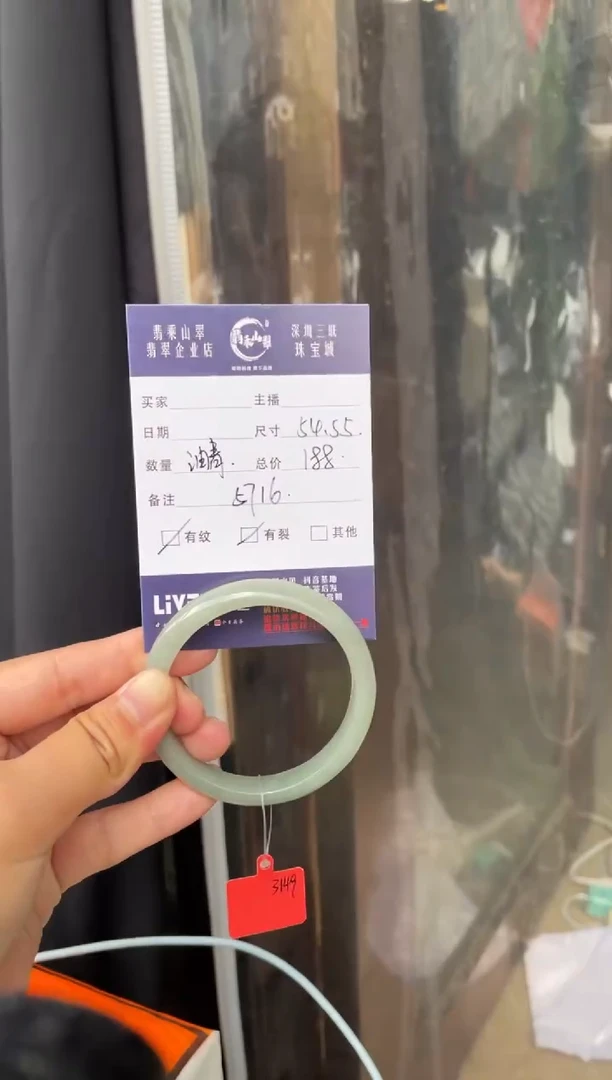 翡乘山翠
翡翠企业店
深圳三联
珠宝城
买家
主播
日期
尺寸 54.55.
数量 油青.
总价 188.
备注 5716.
有纹
有裂
其他
3149